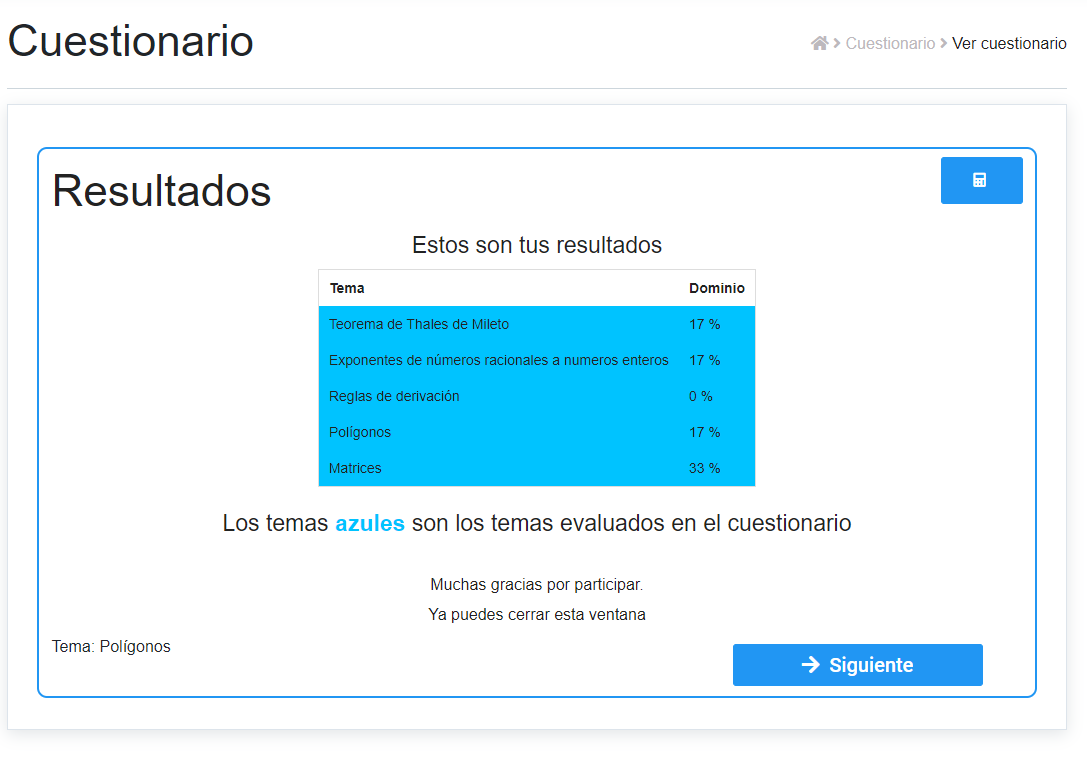 Cuestionario
Cuestionario Ver cuestionario
Resultados
Estos son tus resultados
Tema Dominio
Teorema de Thales de Mileto 17 %
Exponentes de números racionales a numeros enteros 17 %
Reglas de derivación 0 %
Polígonos 17 %
Matrices 33 %
Los temas azules son los temas evaluados en el cuestionario
Muchas gracias por participar.
Ya puedes cerrar esta ventana
Tema: Polígonos
Siguiente